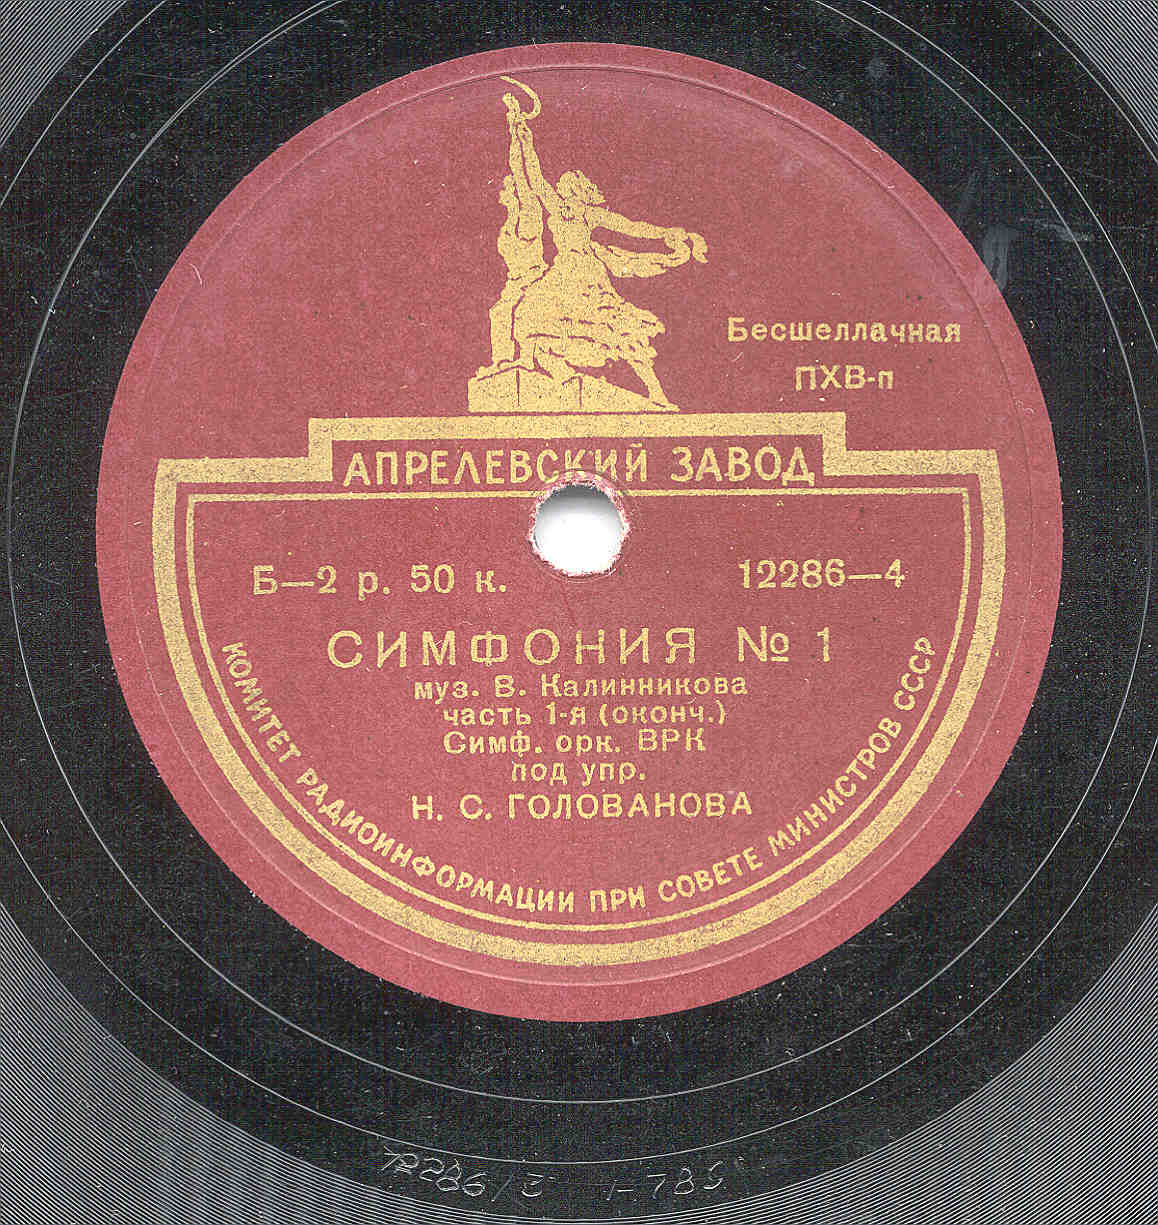 Бесшеллачная
ПХВ-п
АПРЕЛЕВСКИЙ ЗАВОД
Б—2 р. 50 к.
12286—4
СИМФОНИЯ № 1
муз. В. Калинникова
часть 1-я (оконч.)
Симф. орк. ВРК
под упр.
Н. С. ГОЛОВАНОВА
КОМИТЕТ РАДИОИНФОРМАЦИИ ПРИ СОВЕТЕ МИНИСТРОВ СССР